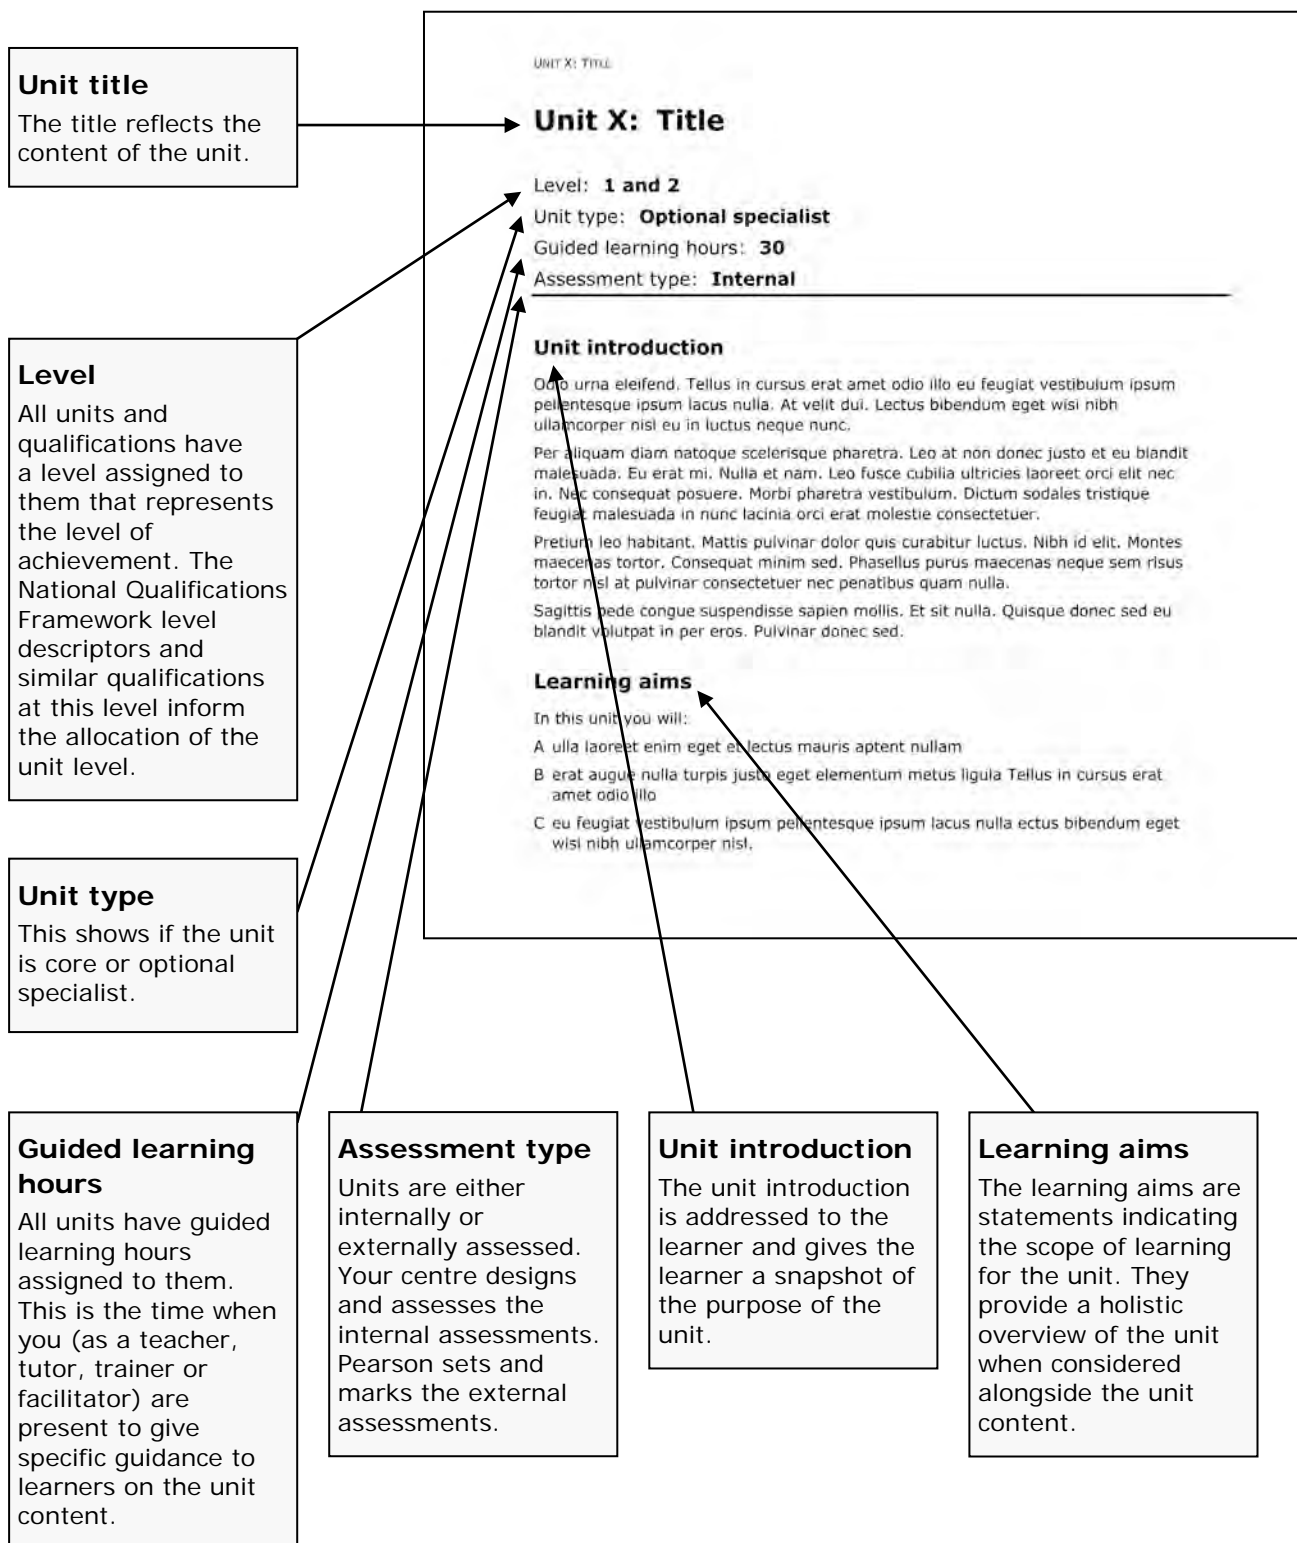 Unit title
The title reflects the
content of the unit.
Level
All units and
qualifications have
a level assigned to
them that represents
the level of
achievement. The
National Qualifications
Framework level
descriptors and
similar qualifications
at this level inform
the allocation of the
unit level.
Unit type
This shows if the unit
is core or optional
specialist.
Guided learning
hours
All units have guided
learning hours
assigned to them.
This is the time when
you (as a teacher,
tutor, trainer or
facilitator) are
present to give
specific guidance to
learners on the unit
content.
UNIT X: TITLE
Unit X: Title
Level: 1 and 2
Unit type: Optional specialist
Guided learning hours: 30
Assessment type: Internal
Unit introduction
Odio urna eleifend. Tellus in cursus erat amet odio illo eu feugiat vestibulum ipsum
pellentesque ipsum lacus nulla. At velit dui. Lectus bibendum eget wisi nibh
ullamcorper nisl eu in luctus neque nunc.
Per aliquam diam natoque scelerisque pharetra. Leo at non donec justo et eu blandit
malesuada. Eu erat mi. Nulla et nam. Leo fusce cubilia ultricies laoreet orci elit nec
in. Nec consequat posuere. Morbi pharetra vestibulum. Dictum sodales tristique
feugiat malesuada in nunc lacinia orci erat molestie consectetuer.
Pretium leo habitant. Mattis pulvinar dolor quis curabitur luctus. Nibh id elit. Montes
maecenas tortor. Consequat minim sed. Phasellus purus maecenas neque sem risus
tortor nisl at pulvinar consectetuer nec penatibus quam nulla.
Sagittis pede congue suspendisse sapien mollis. Et sit nulla. Quisque donec sed eu
blandit volutpat in per eros. Pulvinar donec sed.
Learning aims
In this unit you will:
A ulla laoreet enim eget et lectus mauris aptent nullam
B erat augue nulla turpis justo eget elementum metus ligula Tellus in cursus erat
amet odio illo
C eu feugiat vestibulum ipsum pellentesque ipsum lacus nulla ectus bibendum eget
wisi nibh ullamcorper nisl.
Assessment type
Units are either
internally or
externally assessed.
Your centre designs
and assesses the
internal assessments.
Pearson sets and
marks the external
assessments.
Unit introduction
The unit introduction
is addressed to the
learner and gives the
learner a snapshot of
the purpose of the
unit.
Learning aims
The learning aims are
statements indicating
the scope of learning
for the unit. They
provide a holistic
overview of the unit
when considered
alongside the unit
content.